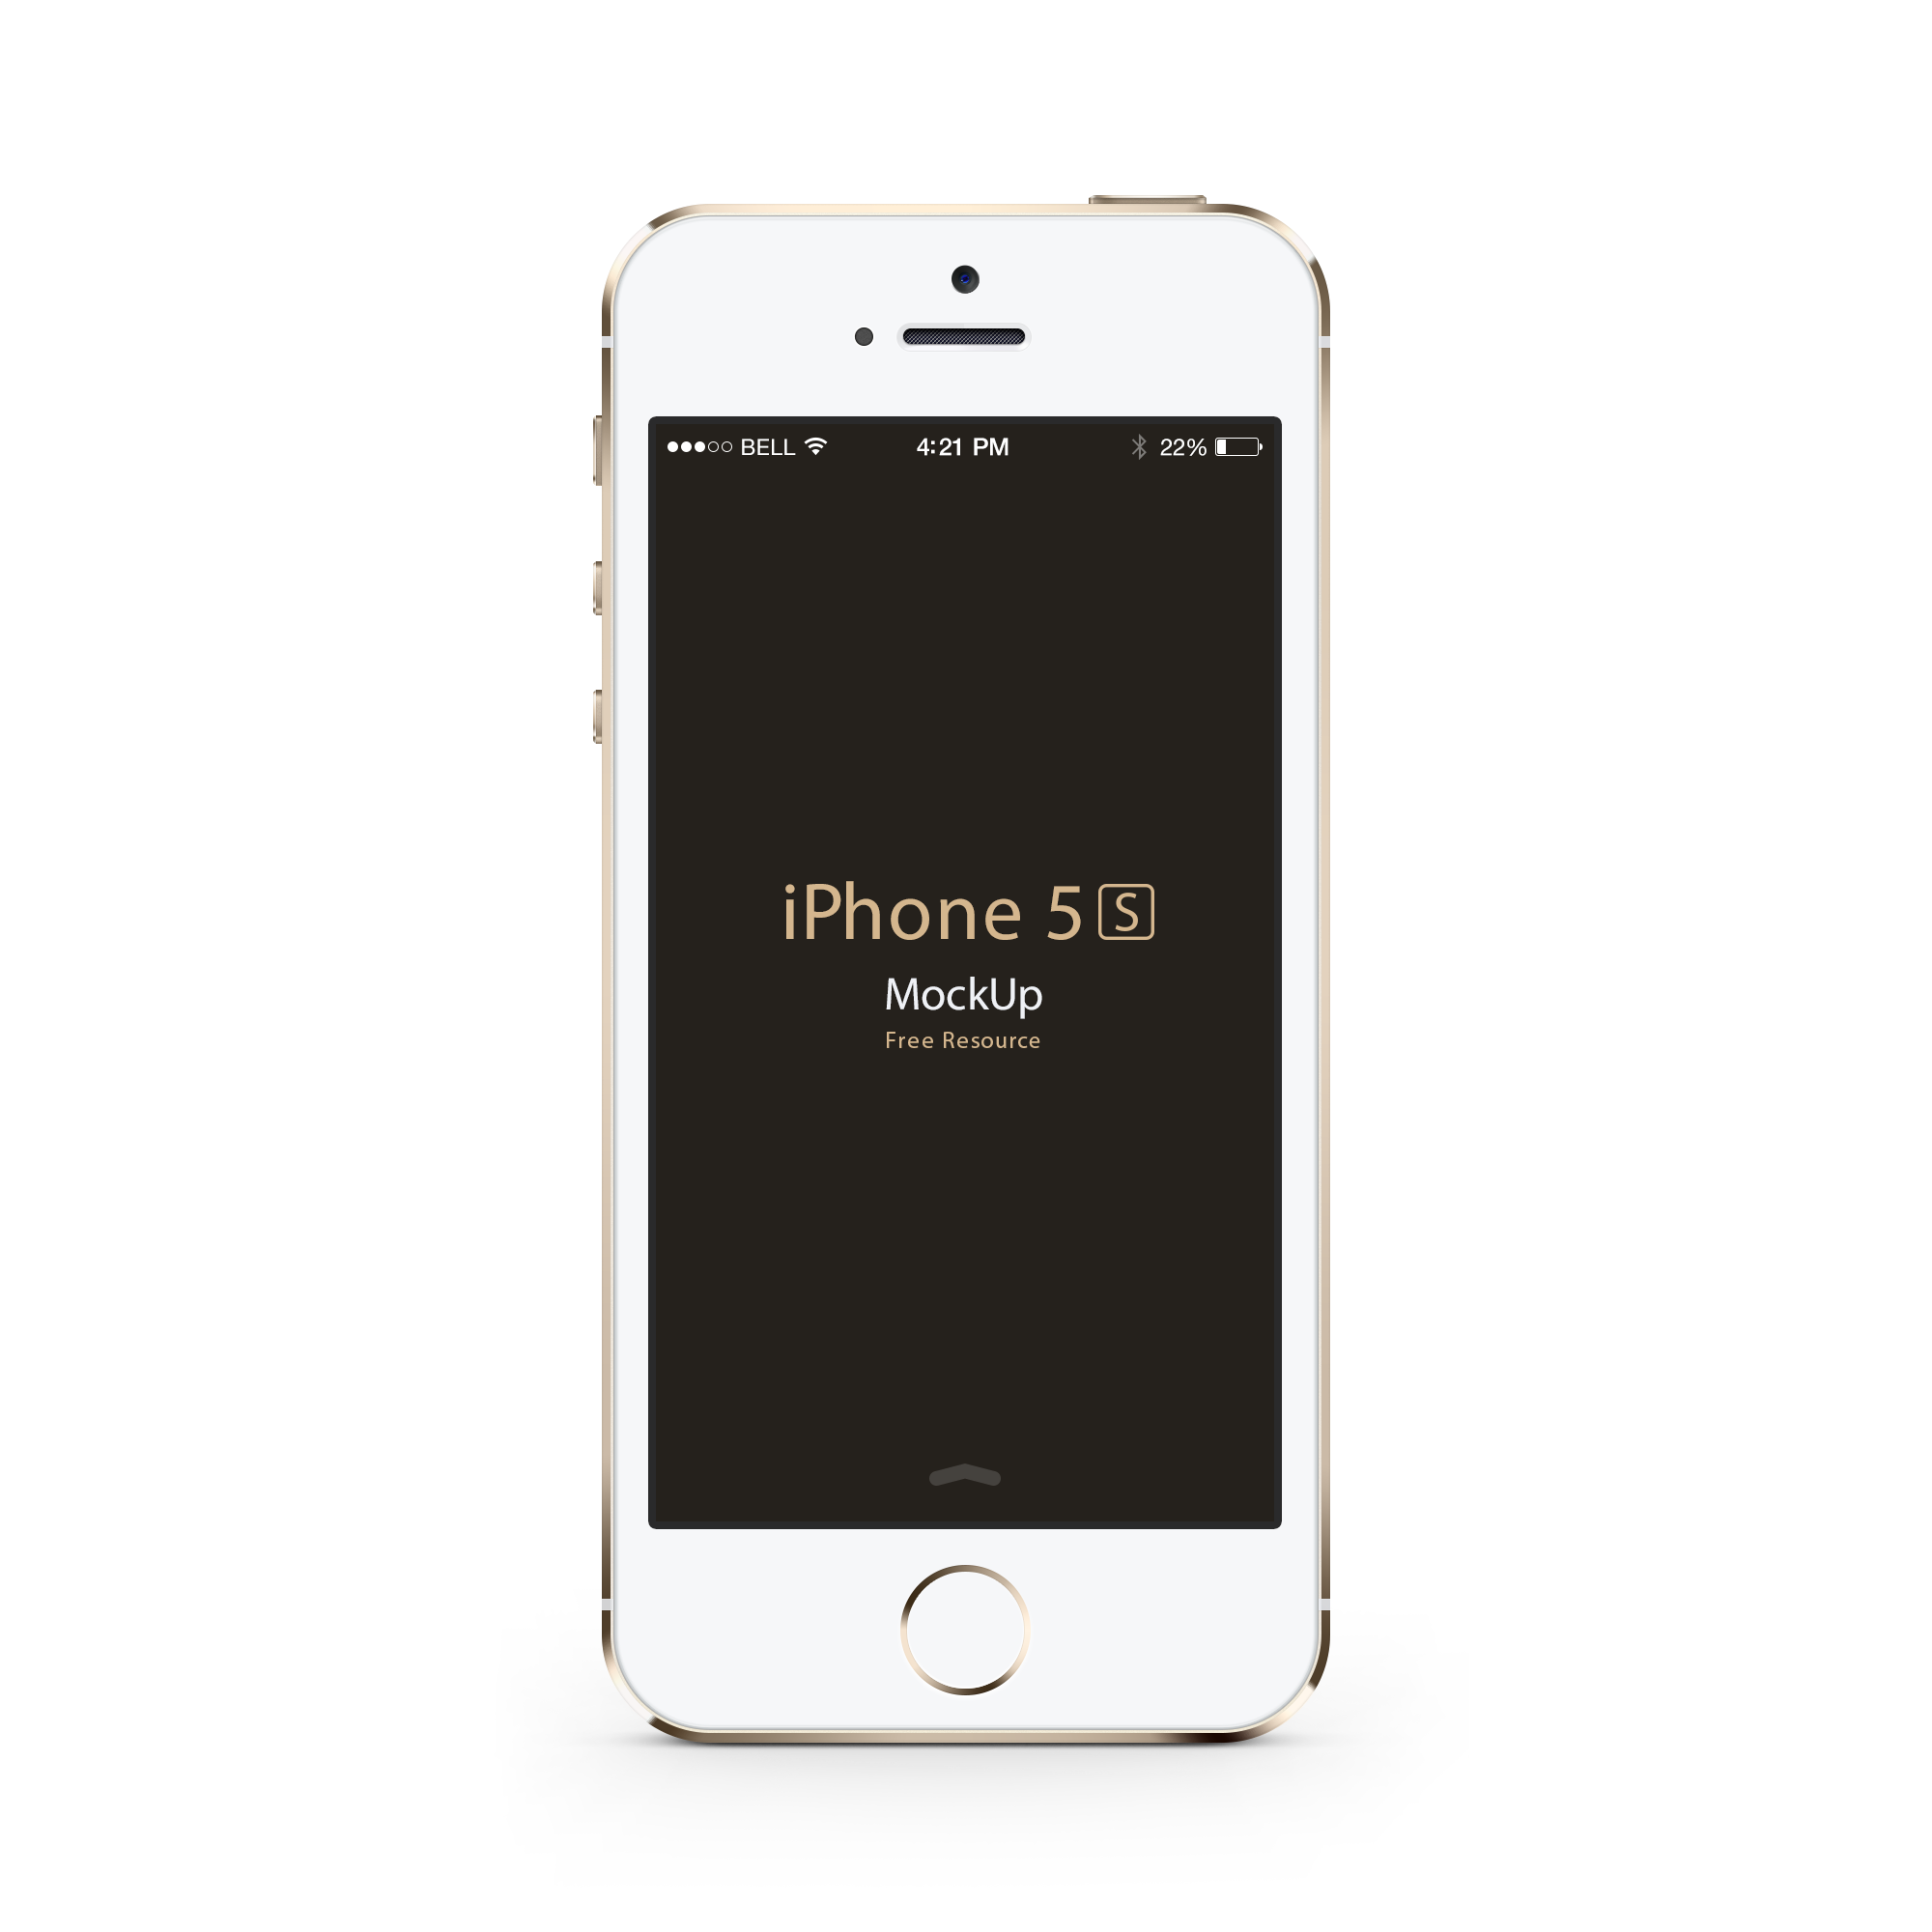 BELL 4:21 PM 22%
iPhone 5 S
MockUp
Free Resource